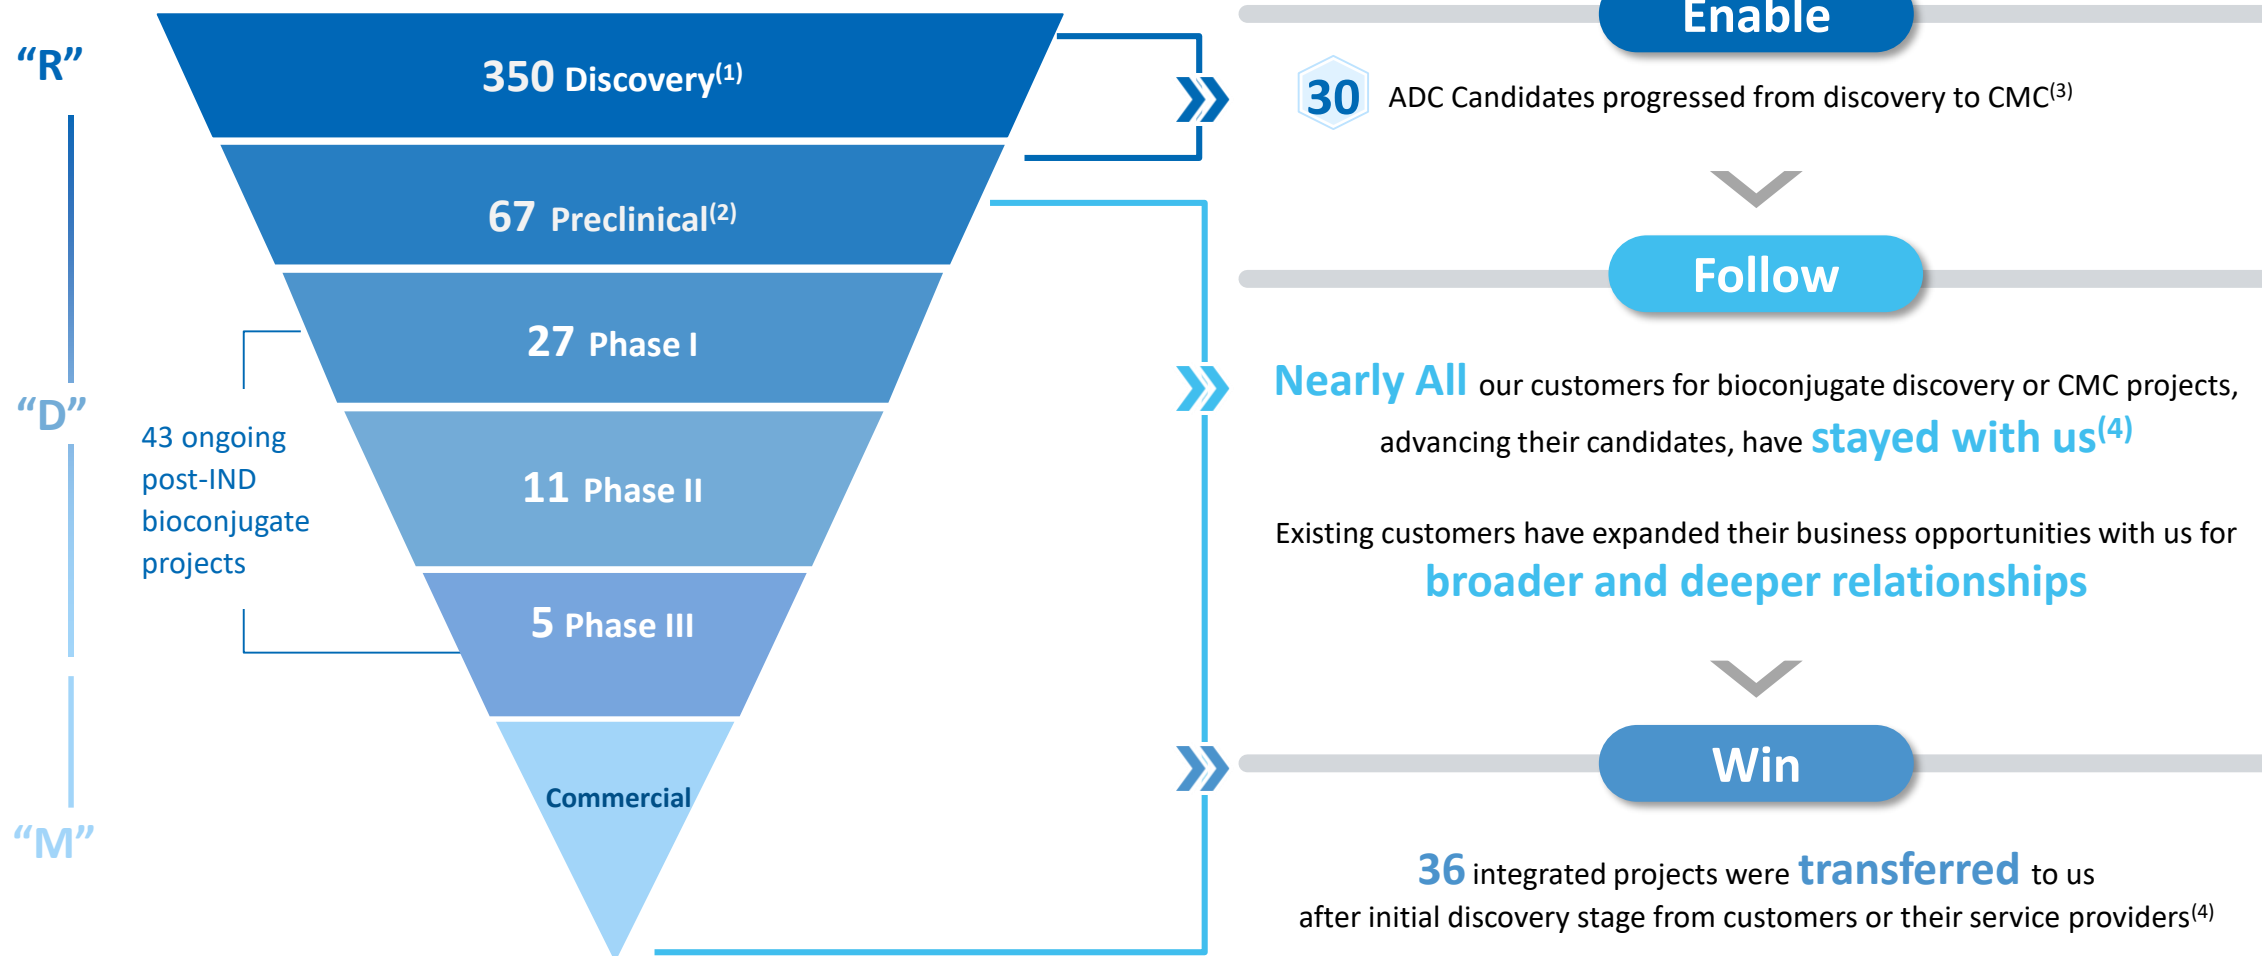 “R”
“D”
“M”
350 Discovery(1)
67 Preclinical(2)
27 Phase I
11 Phase II
5 Phase III
Commercial
43 ongoing
post-IND
bioconjugate
projects
Enable
30 ADC Candidates progressed from discovery to CMC(3)
Follow
Nearly All our customers for bioconjugate discovery or CMC projects,
advancing their candidates, have stayed with us(4)
Existing customers have expanded their business opportunities with us for
broader and deeper relationships
Win
36 integrated projects were transferred to us
after initial discovery stage from customers or their service providers(4)